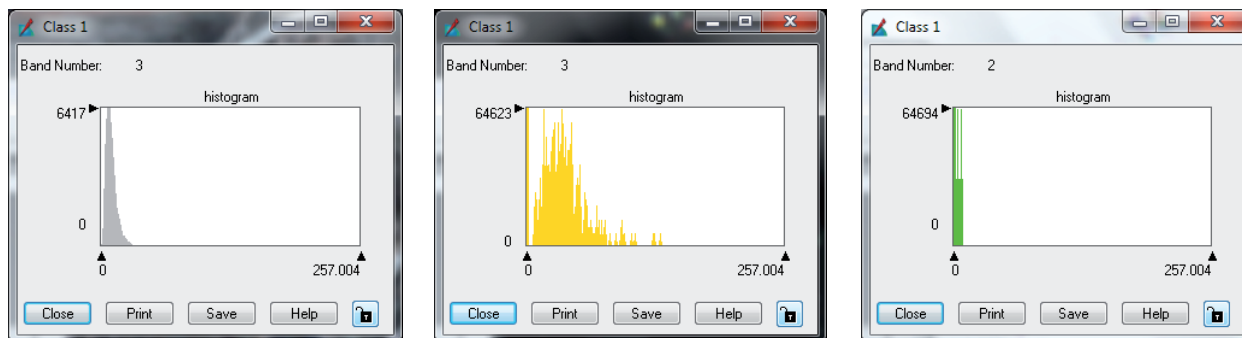 Class 1
Band Number: 3
histogram
6417
0
0 257.004
Close Print Save Help
Class 1
Band Number: 3
histogram
64623
0
0 257.004
Close Print Save Help
Class 1
Band Number: 2
histogram
64694
0
0 257.004
Close Print Save Help